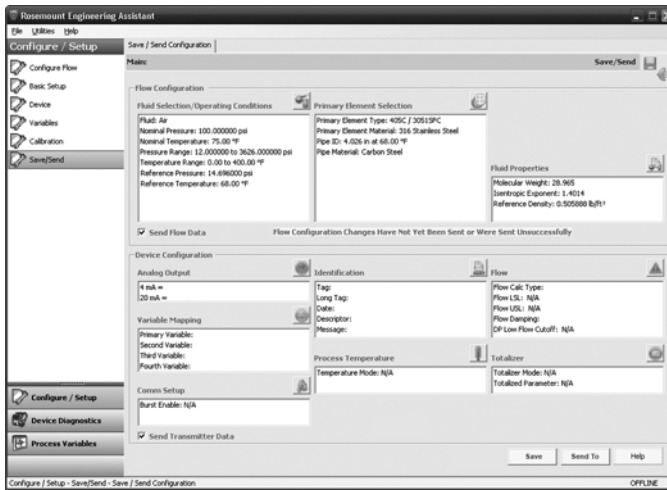 Rosemount Engineering Assistant
File Utilities Help
Configure / Setup
Configure Flow
Basic Setup
Device
Variables
Calibration
Save/Send
Configure / Setup
Device Diagnostics
Process Variables
Save / Send Configuration
Main:
Save/Send
Flow Configuration
Fluid Selection/Operating Conditions
Fluid: Air
Nominal Pressure: 100.000000 psi
Nominal Temperature: 75.00 °F
Pressure Range: 12.000000 to 3626.000000 psi
Temperature Range: 0.00 to 400.00 °F
Reference Pressure: 14.696000 psi
Reference Temperature: 68.00 °F
Primary Element Selection
Primary Element Type: 405C / 3051SFC
Primary Element Material: 316 Stainless Steel
Pipe ID: 4.026 in at 68.00 °F
Pipe Material: Carbon Steel
Fluid Properties
Molecular Weight: 28.965
Isentropic Exponent: 1.4014
Reference Density: 0.505888 lb/ft³
Send Flow Data
Flow Configuration Changes Have Not Yet Been Sent or Were Sent Unsuccessfully
Device Configuration
Analog Output
4 mA =
20 mA =
Variable Mapping
Primary Variable:
Second Variable:
Third Variable:
Fourth Variable:
Comm Setup
Burst Enable: N/A
Identification
Tag:
Long Tag:
Date:
Descriptor:
Message:
Process Temperature
Temperature Mode: N/A
Flow
Flow Calc Type:
Flow LSL: N/A
Flow USL: N/A
Flow Damping:
DP Low Flow Cutoff: N/A
Totalizer
Totalizer Mode: N/A
Totalized Parameter: N/A
Send Transmitter Data
Save Send To Help
Configure / Setup - Save/Send - Save / Send Configuration
OFFLINE